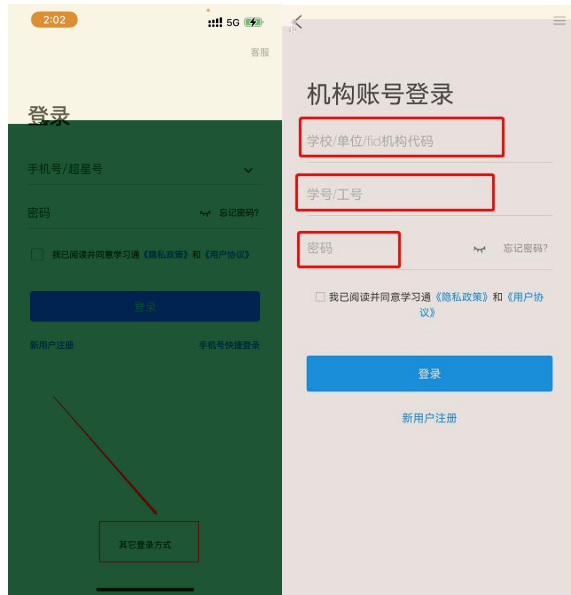 2:02
5G
客服
登录
手机号/超星号
密码
忘记密码?
我已阅读并同意学习通《隐私政策》和《用户协议》
登录
新用户注册
手机号快捷登录
其它登录方式
机构账号登录
学校/单位/fid机构代码
学号/工号
密码
忘记密码?
我已阅读并同意学习通《隐私政策》和《用户协
议》
登录
新用户注册